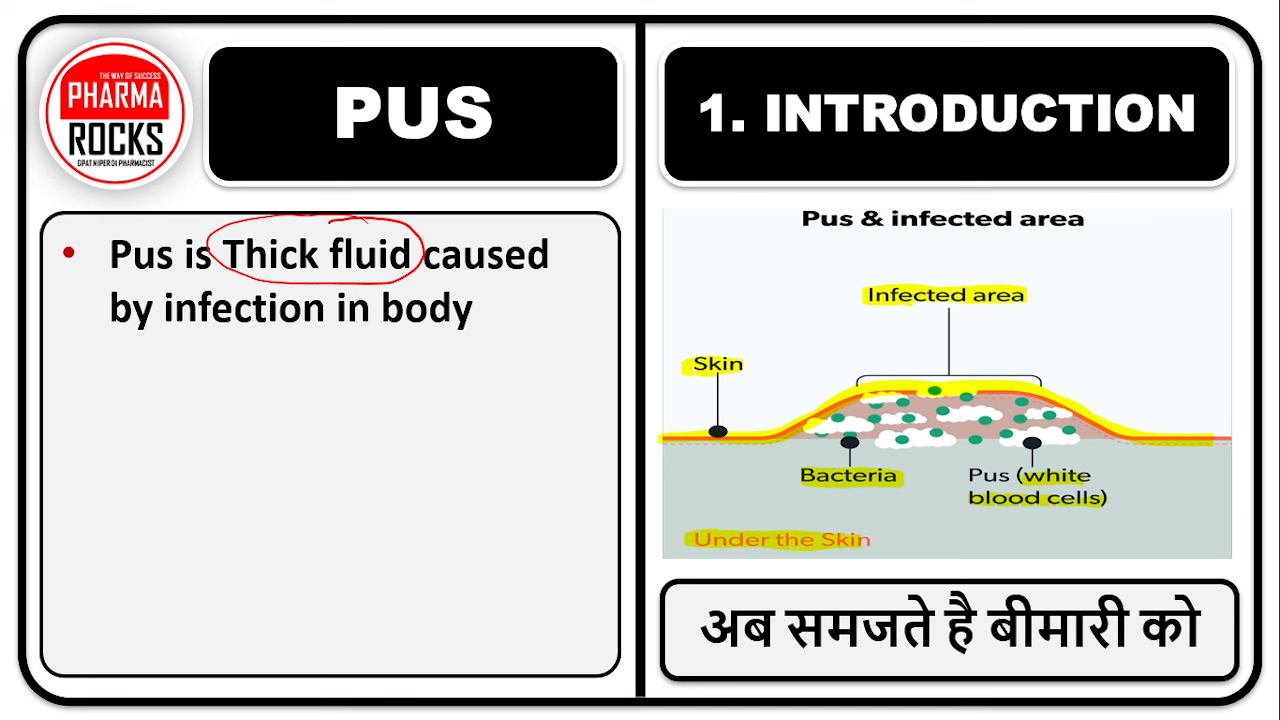 THE WAY OF SUCCESS
PHARMA
ROCKS
GPAT NIPER DI PHARMACIST
PUS
• Pus is Thick fluid caused
by infection in body
1. INTRODUCTION
Pus & infected area
Infected area
Skin
Bacteria
Pus (white
blood cells)
Under the Skin
अब समजते है बीमारी को